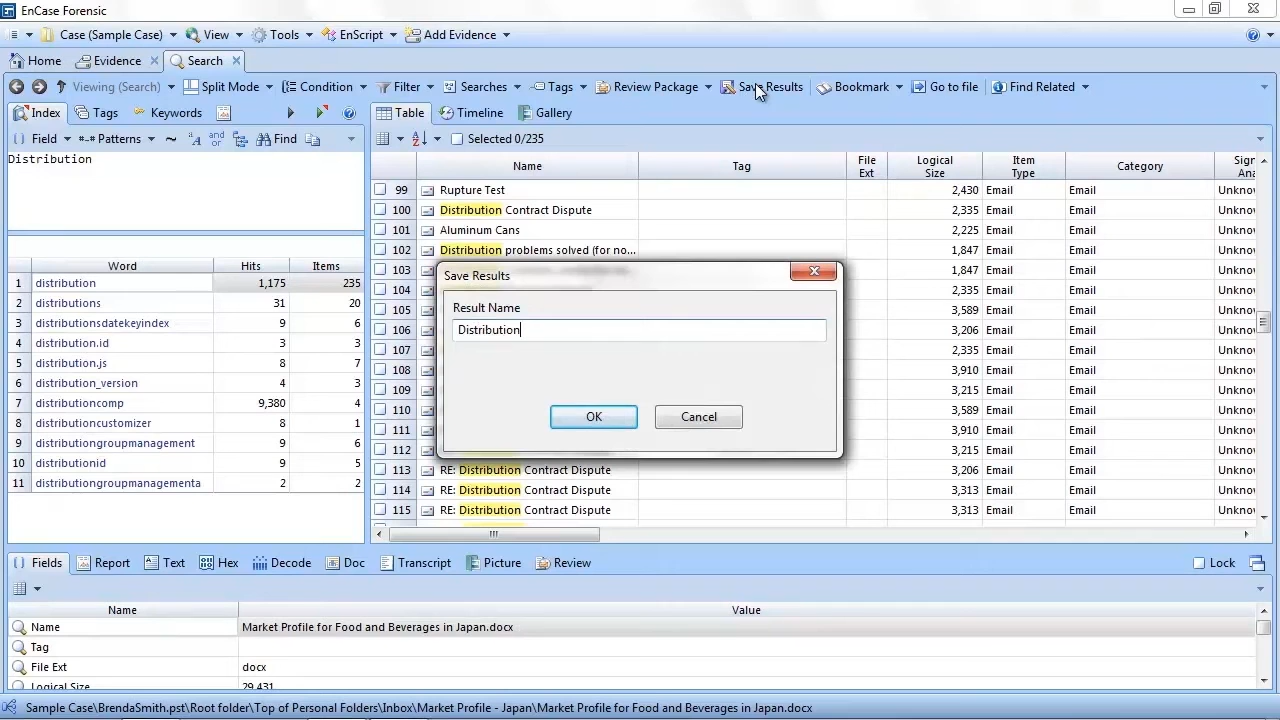 EnCase Forensic
Case (Sample Case) View Tools EnScript Add Evidence
Home Evidence Search
Viewing (Search) Split Mode Condition Filter Searches Tags Review Package Save Results Bookmark Go to file Find Related
Index Tags Keywords
Table Timeline Gallery
Field Patterns Find
Selected 0/235
Distribution
Name Tag File Ext Logical Size Item Type Category
99 Rupture Test 2,430 Email Email
100 Distribution Contract Dispute 2,335 Email Email
101 Aluminum Cans 2,225 Email Email
102 Distribution problems solved (for no... 1,847 Email Email
103 1,847 Email Email
104 2,335 Email Email
105 3,589 Email Email
106 3,206 Email Email
107 2,335 Email Email
108 3,910 Email Email
109 3,215 Email Email
110 3,589 Email Email
111 3,910 Email Email
112 3,215 Email Email
113 RE: Distribution Contract Dispute 3,206 Email Email
114 RE: Distribution Contract Dispute 3,313 Email Email
115 RE: Distribution Contract Dispute 3,313 Email Email
Word Hits Items
1 distribution 1,175 235
2 distributions 31 20
3 distributionsdatekeyindex 9 6
4 distribution.id 3 3
5 distribution.js 8 7
6 distribution_version 4 3
7 distributioncomp 9,380 4
8 distributioncustomizer 8 1
9 distributiongroupmanagement 9 6
10 distributionid 9 5
11 distributiongroupmanagementa 2 2
Save Results
Result Name
Distribution
OK Cancel
Fields Report Text Hex Decode Doc Transcript Picture Review Lock
Name Value
Name Market Profile for Food and Beverages in Japan.docx
Tag
File Ext docx
Logical Size 29,431
Sample Case\BrendaSmith.pst\Root folder\Top of Personal Folders\Inbox\Market Profile - Japan\Market Profile for Food and Beverages in Japan.docx